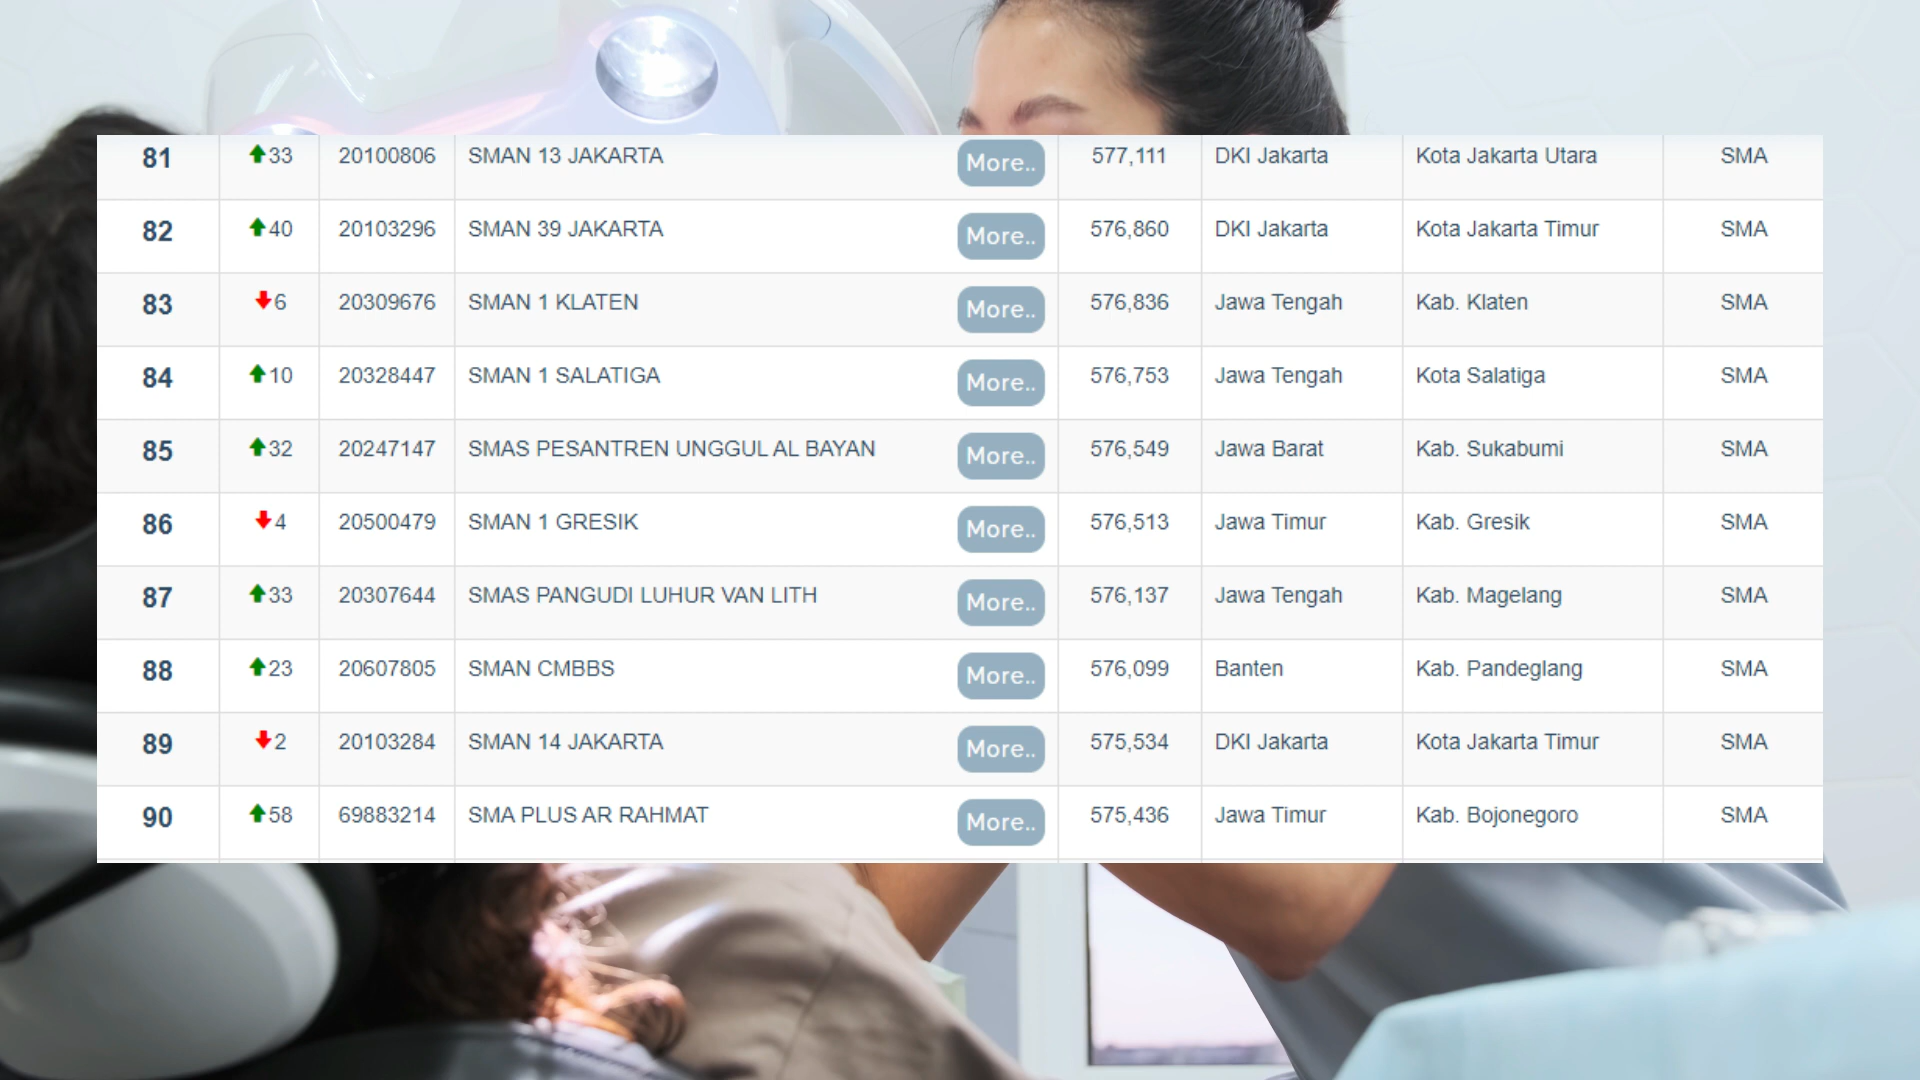 81 33 20100806 SMAN 13 JAKARTA More.. 577,111 DKI Jakarta Kota Jakarta Utara SMA
82 40 20103296 SMAN 39 JAKARTA More.. 576,860 DKI Jakarta Kota Jakarta Timur SMA
83 6 20309676 SMAN 1 KLATEN More.. 576,836 Jawa Tengah Kab. Klaten SMA
84 10 20328447 SMAN 1 SALATIGA More.. 576,753 Jawa Tengah Kota Salatiga SMA
85 32 20247147 SMAS PESANTREN UNGGUL AL BAYAN More.. 576,549 Jawa Barat Kab. Sukabumi SMA
86 4 20500479 SMAN 1 GRESIK More.. 576,513 Jawa Timur Kab. Gresik SMA
87 33 20307644 SMAS PANGUDI LUHUR VAN LITH More.. 576,137 Jawa Tengah Kab. Magelang SMA
88 23 20607805 SMAN CMBBS More.. 576,099 Banten Kab. Pandeglang SMA
89 2 20103284 SMAN 14 JAKARTA More.. 575,534 DKI Jakarta Kota Jakarta Timur SMA
90 58 69883214 SMA PLUS AR RAHMAT More.. 575,436 Jawa Timur Kab. Bojonegoro SMA